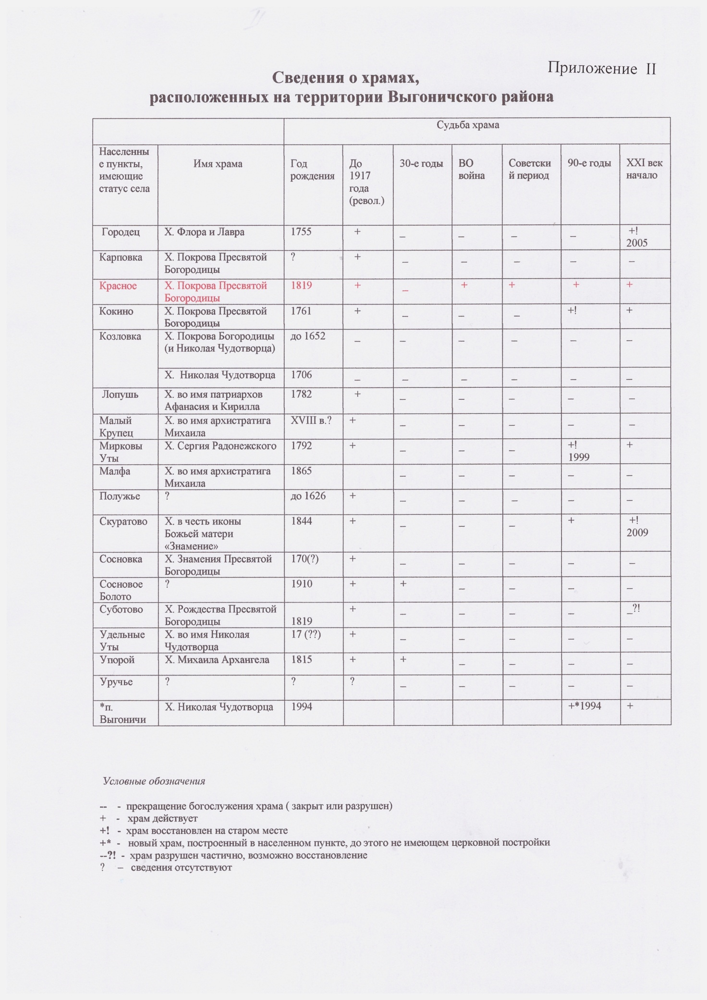 Приложение II
Сведения о храмах,
расположенных на территории Выгоничского района
Судьба храма
Населенны
е пункты,
имеющие
статус села
Имя храма
Год
рождения
До
1917
года
(револ.)
30-е годы
ВО
война
Советски
й период
90-е годы
XXI век
начало
Городец
Х. Флора и Лавра
1755
+
_
_
_
_
+!
2005
Карповка
Х. Покрова Пресвятой
Богородицы
?
+
_
_
_
_
_
Красное
Х. Покрова Пресвятой
Богородицы
1819
+
_
+
+
+
+
Кокино
Х. Покрова Пресвятой
Богородицы
1761
+
_
_
_
+!
+
Козловка
Х. Покрова Богородицы
(и Николая Чудотворца)
до 1652
_
_
_
_
_
_
Х.  Николая Чудотворца
1706
_
_
_
_
_
_
Лопушь
Х. во имя патриархов
Афанасия и Кирилла
1782
+
_
_
_
_
_
Малый
Крупец
Х. во имя архистратига
Михаила
XVIII в.?
+
_
_
_
_
_
Мирковы
Уты
Х. Сергия Радонежского
1792
+
_
_
_
+!
1999
+
Малфа
Х. во имя архистратига
Михаила
1865
_
_
_
_
_
Полужье
?
до 1626
+
_
_
_
_
_
Скуратово
Х. в честь иконы
Божьей матери
«Знамение»
1844
+
_
_
_
+
+!
2009
Сосновка
Х. Знамения Пресвятой
Богородицы
170(?)
+
_
_
_
_
_
Сосновое
Болото
?
1910
+
+
_
_
_
_
Суботово
Х. Рождества Пресвятой
Богородицы
1819
+
_
_
_
_
_?!
Удельные
Уты
Х. во имя Николая
Чудотворца
17 (??)
+
_
_
_
_
_
Упорой
Х. Михаила Архангела
1815
+
+
_
_
_
_
Уручье
?
?
?
_
_
_
_
_
*п.
Выгоничи
Х. Николая Чудотворца
1994
+*1994
+
Условные обозначения
-- - прекращение богослужения храма ( закрыт или разрушен)
+ - храм действует
+! - храм восстановлен на старом месте
+* - новый храм, построенный в населенном пункте, до этого не имеющем церковной постройки
--?! - храм разрушен частично, возможно восстановление
? – сведения отсутствуют